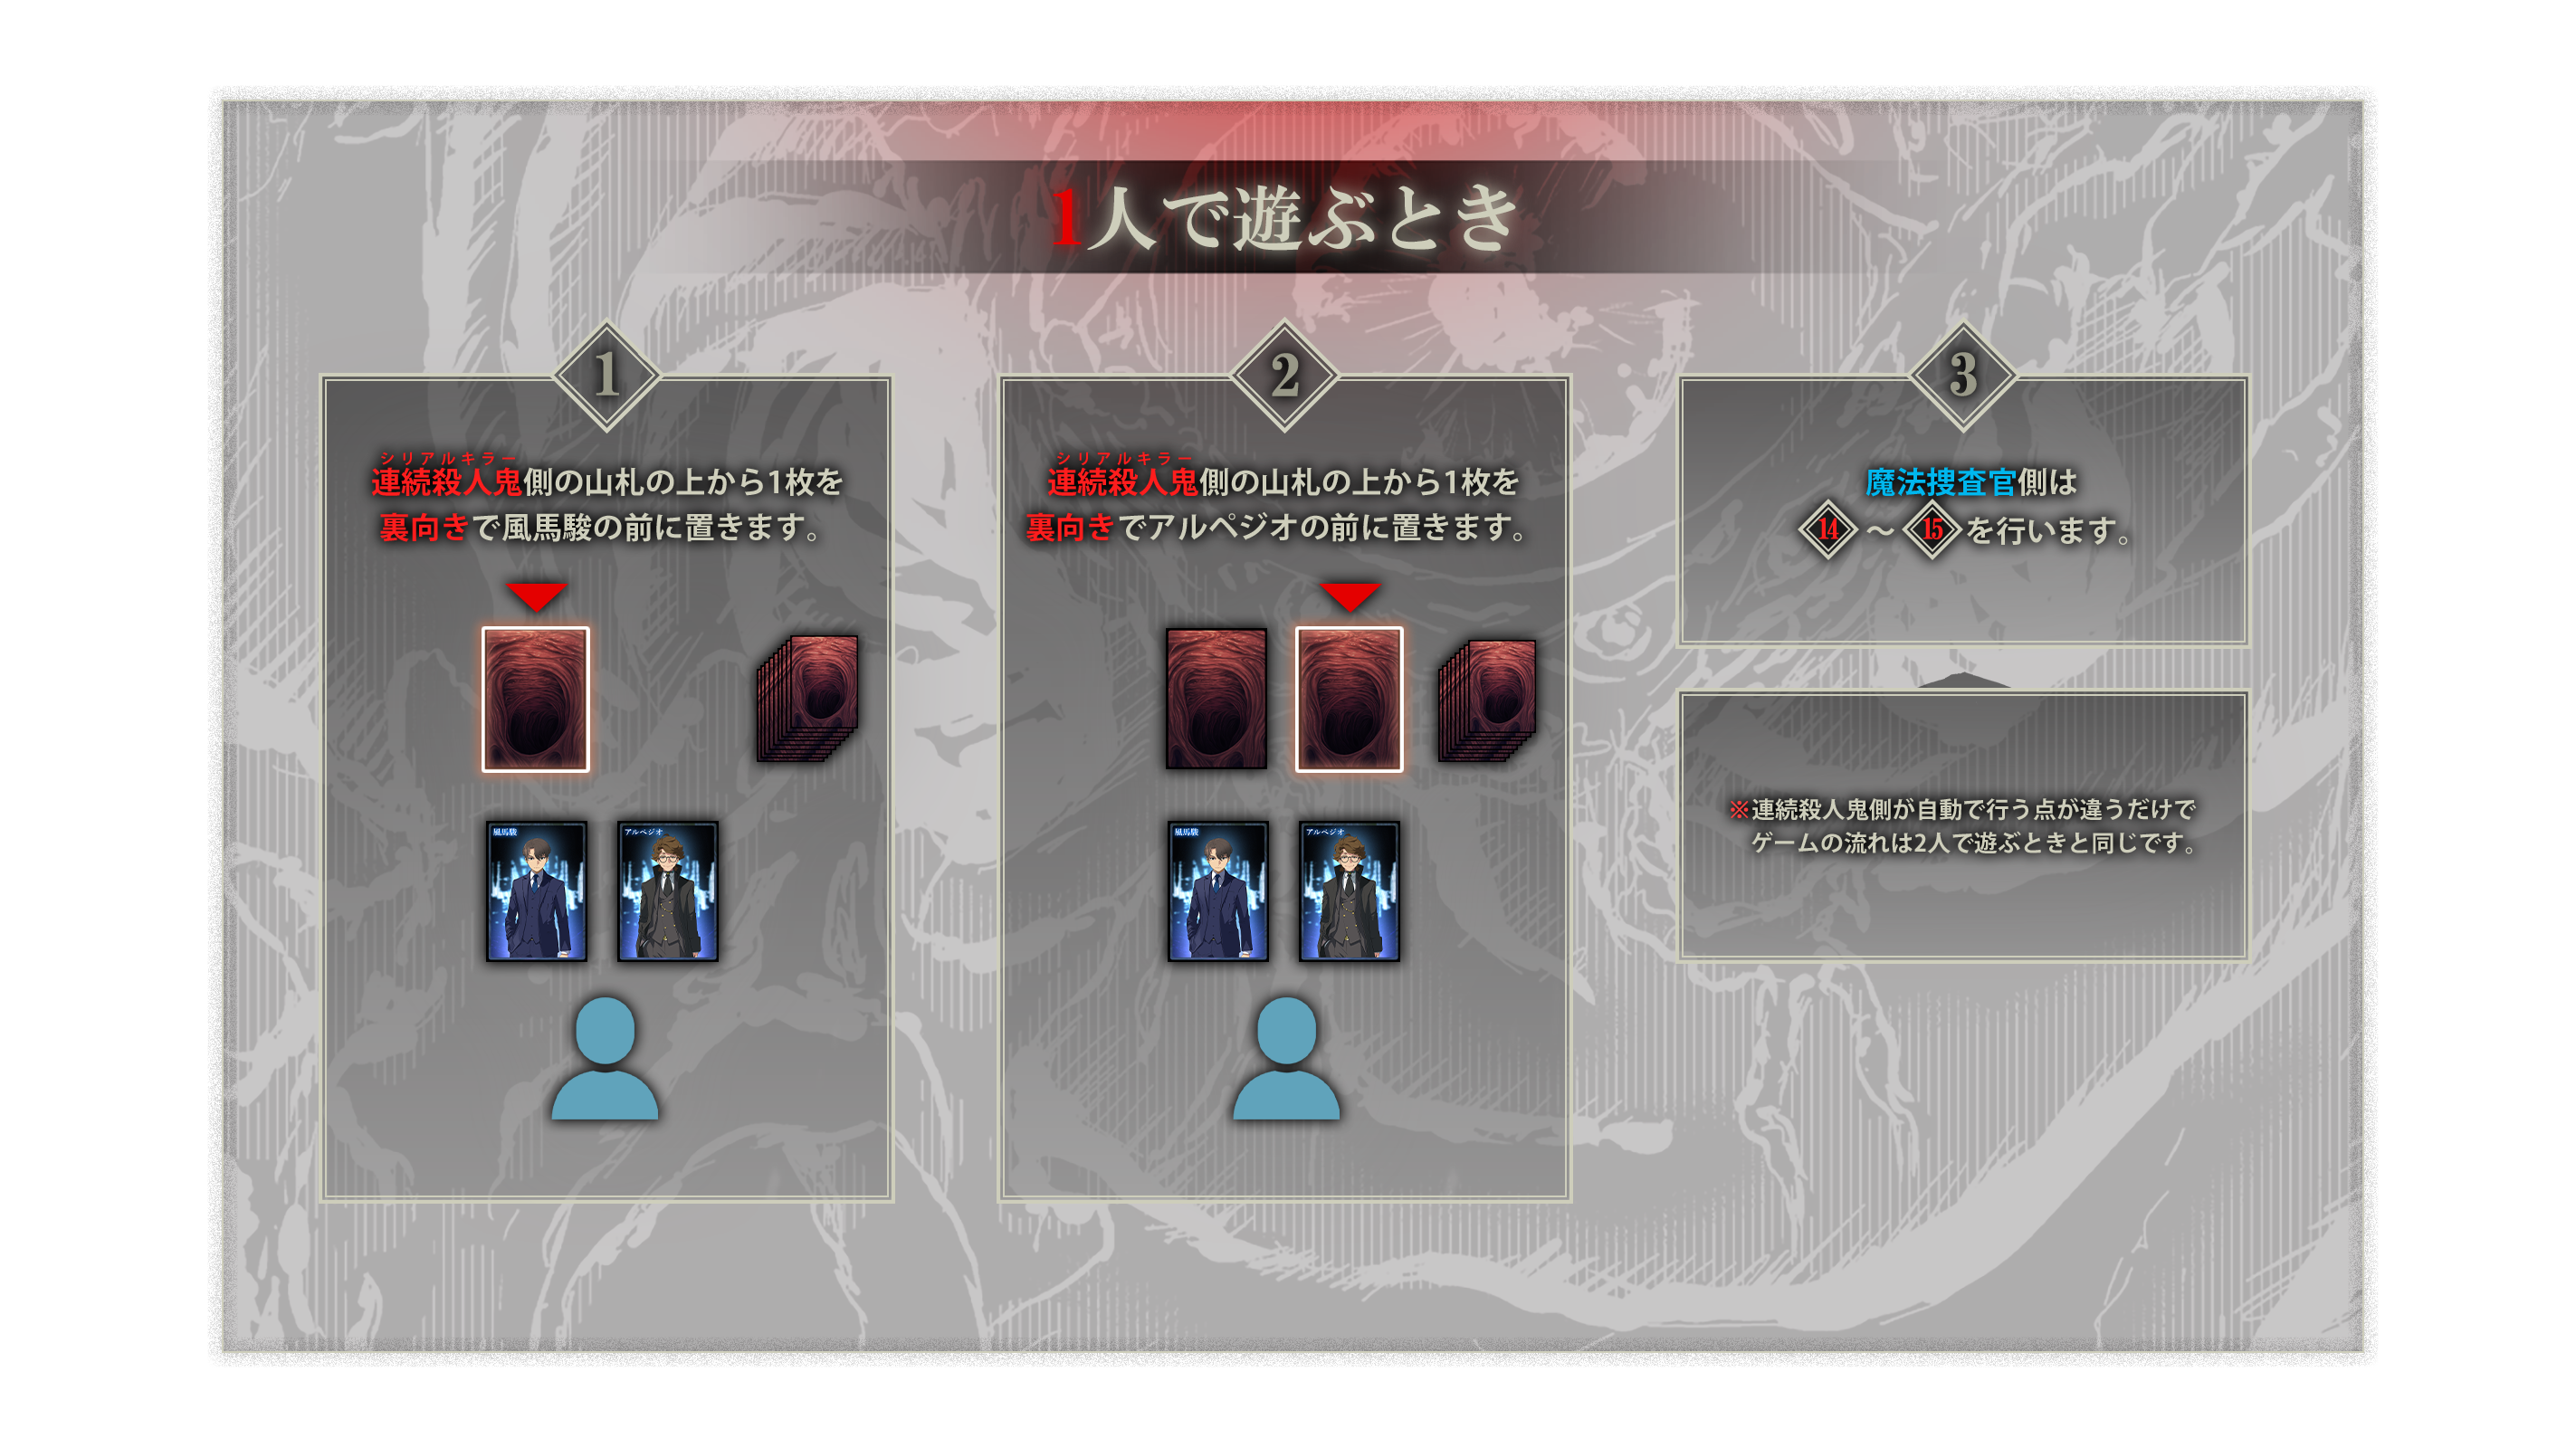 1人で遊ぶとき
1
シリアルキラー
連続殺人鬼側の山札の上から1枚を
裏向きで風馬駿の前に置きます。
風馬駿
アルペジオ
2
シリアルキラー
連続殺人鬼側の山札の上から1枚を
裏向きでアルペジオの前に置きます。
風馬駿
アルペジオ
3
魔法捜査官側は
14～15を行います。
※連続殺人鬼側が自動で行う点が違うだけで
ゲームの流れは2人で遊ぶときと同じです。